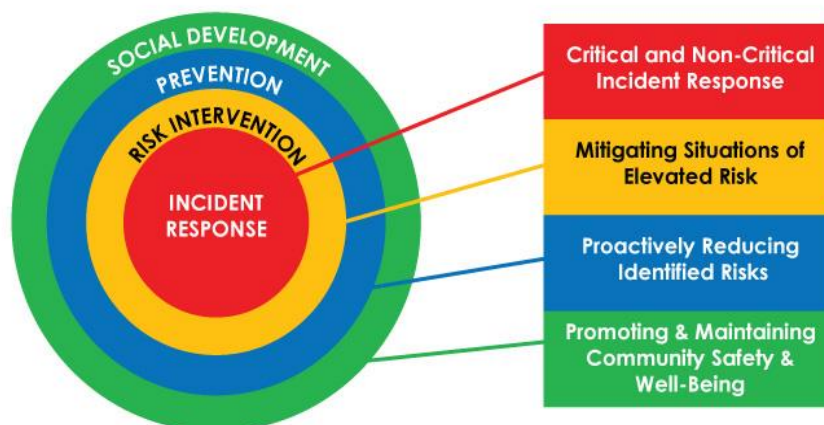 SOCIAL DEVELOPMENT
PREVENTION
RISK INTERVENTION
INCIDENT
RESPONSE
Critical and Non-Critical
Incident Response
Mitigating Situations of
Elevated Risk
Proactively Reducing
Identified Risks
Promoting & Maintaining
Community Safety &
Well-Being